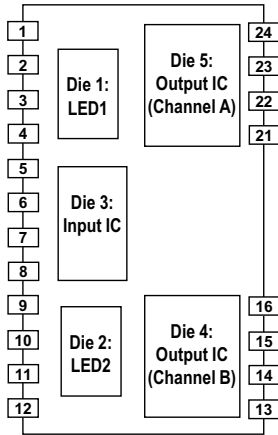 1
2
3
4
5
6
7
8
9
10
11
12
Die 1:
LED1
Die 3:
Input IC
Die 2:
LED2
Die 5:
Output IC
(Channel A)
Die 4:
Output IC
(Channel B)
24
23
22
21
16
15
14
13